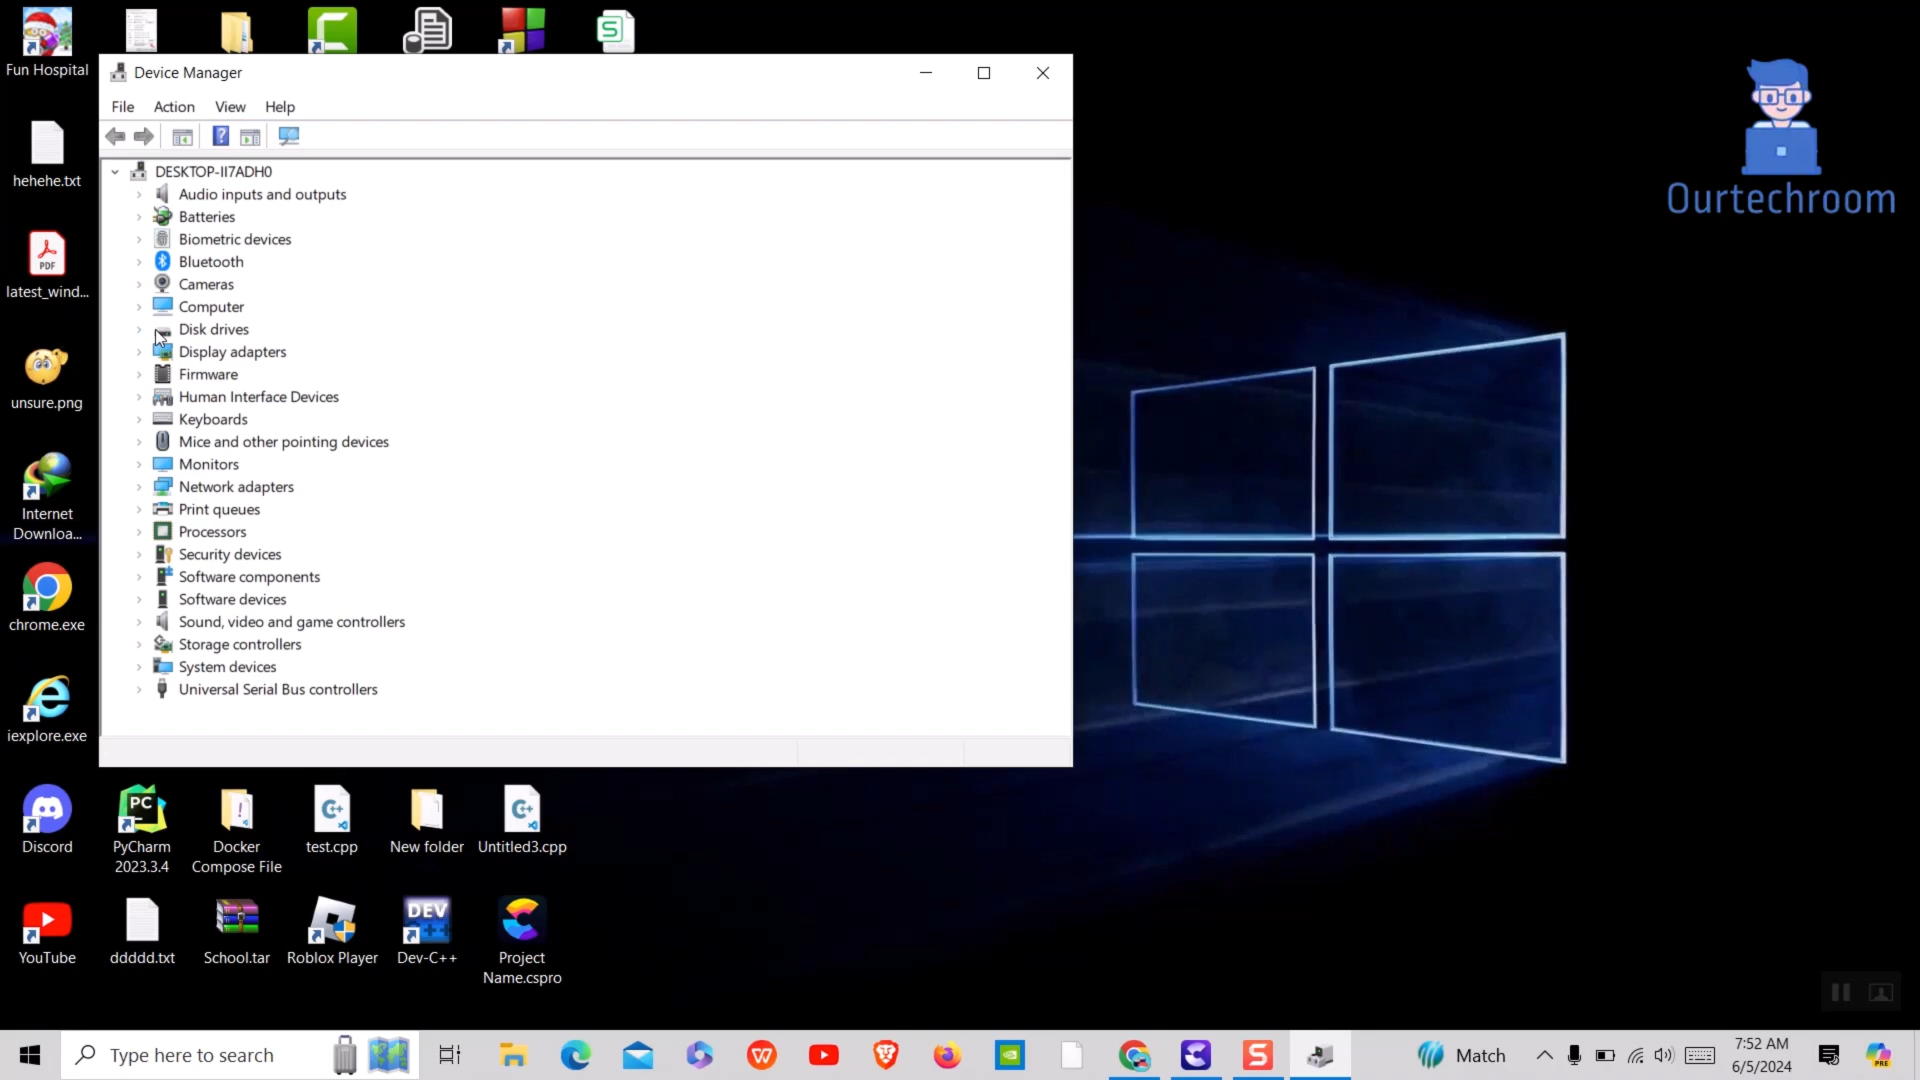 Fun Hospital
hehehe.txt
PDF
latest_wind...
unsure.png
Internet
Downloa...
chrome.exe
iexplore.exe
S
Device Manager
File Action View Help
?
DESKTOP-II7ADH0
Audio inputs and outputs
Batteries
Biometric devices
Bluetooth
Cameras
Computer
Disk drives
Display adapters
Firmware
Human Interface Devices
Keyboards
Mice and other pointing devices
Monitors
Network adapters
Print queues
Processors
Security devices
Software components
Software devices
Sound, video and game controllers
Storage controllers
System devices
Universal Serial Bus controllers
Ourtechroom
PC
C++
C++
Discord
PyCharm
2023.3.4
Docker
Compose File
test.cpp
New folder
Untitled3.cpp
DEV
C++
YouTube
ddddd.txt
School.tar
Roblox Player
Dev-C++
Project
Name.cspro
Type here to search
W
S
Match
7:52 AM
6/5/2024
PRE